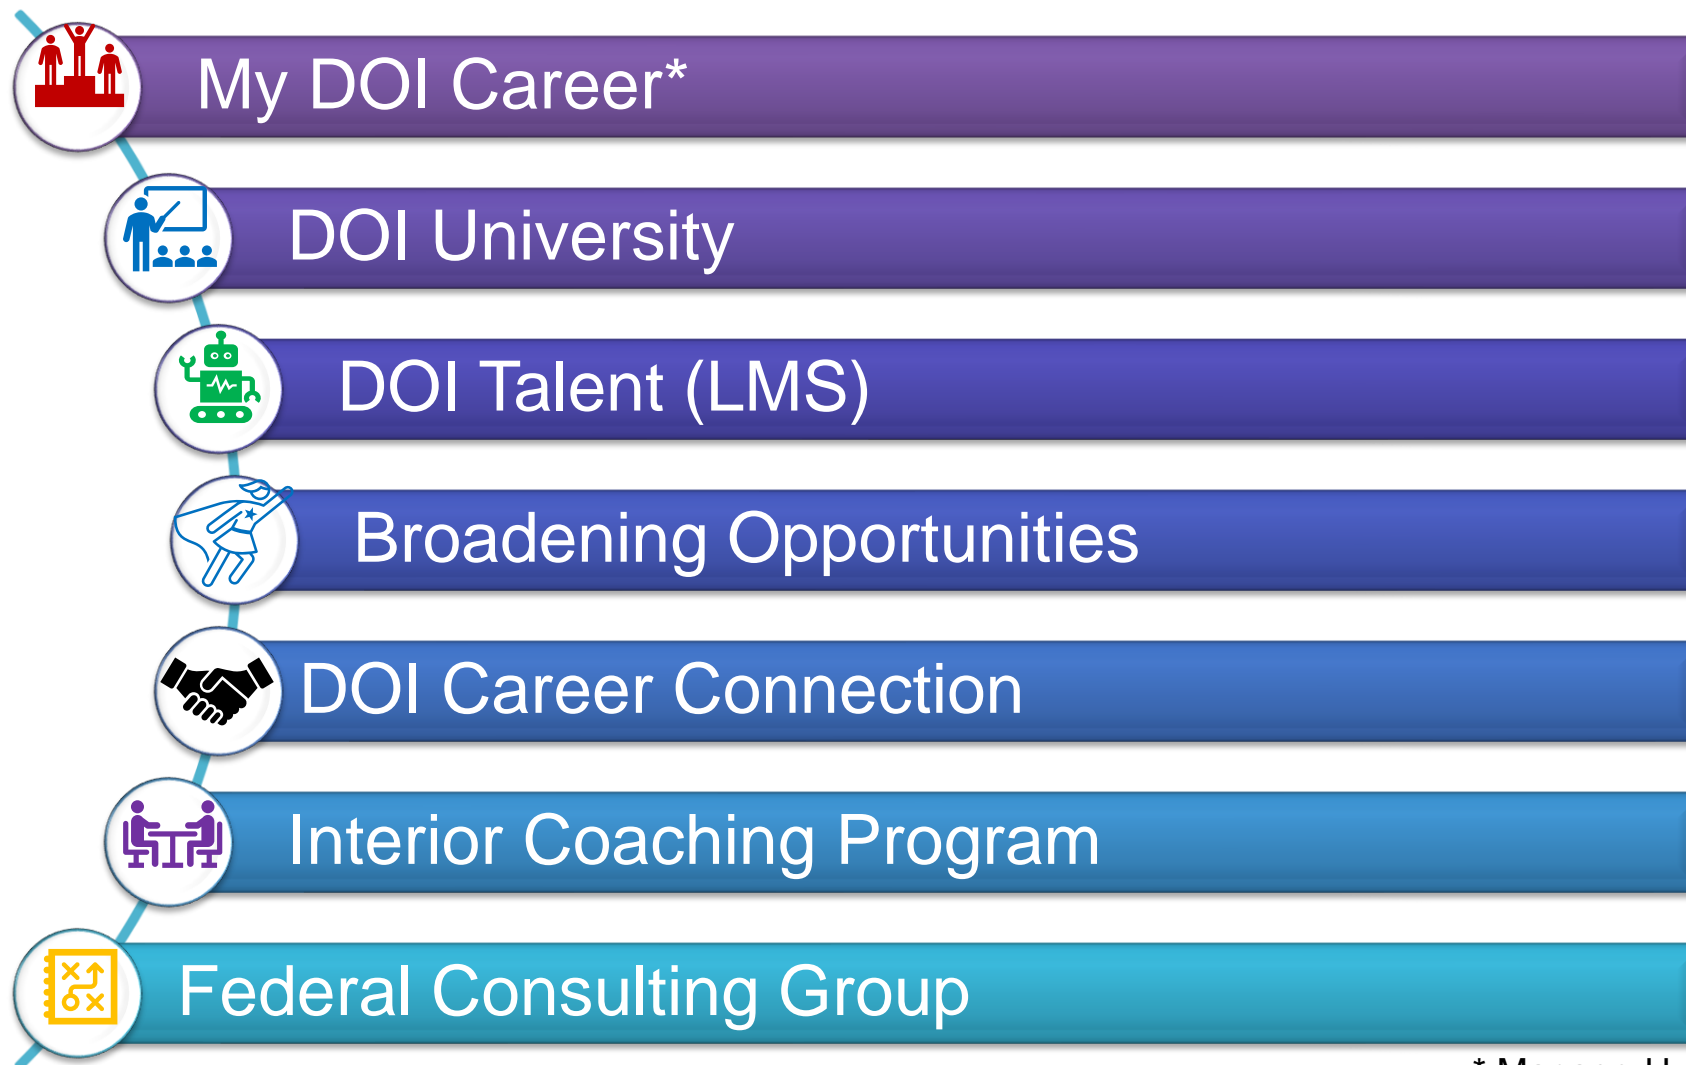 My DOI Career*
DOI University
DOI Talent (LMS)
Broadening Opportunities
DOI Career Connection
Interior Coaching Program
Federal Consulting Group
*